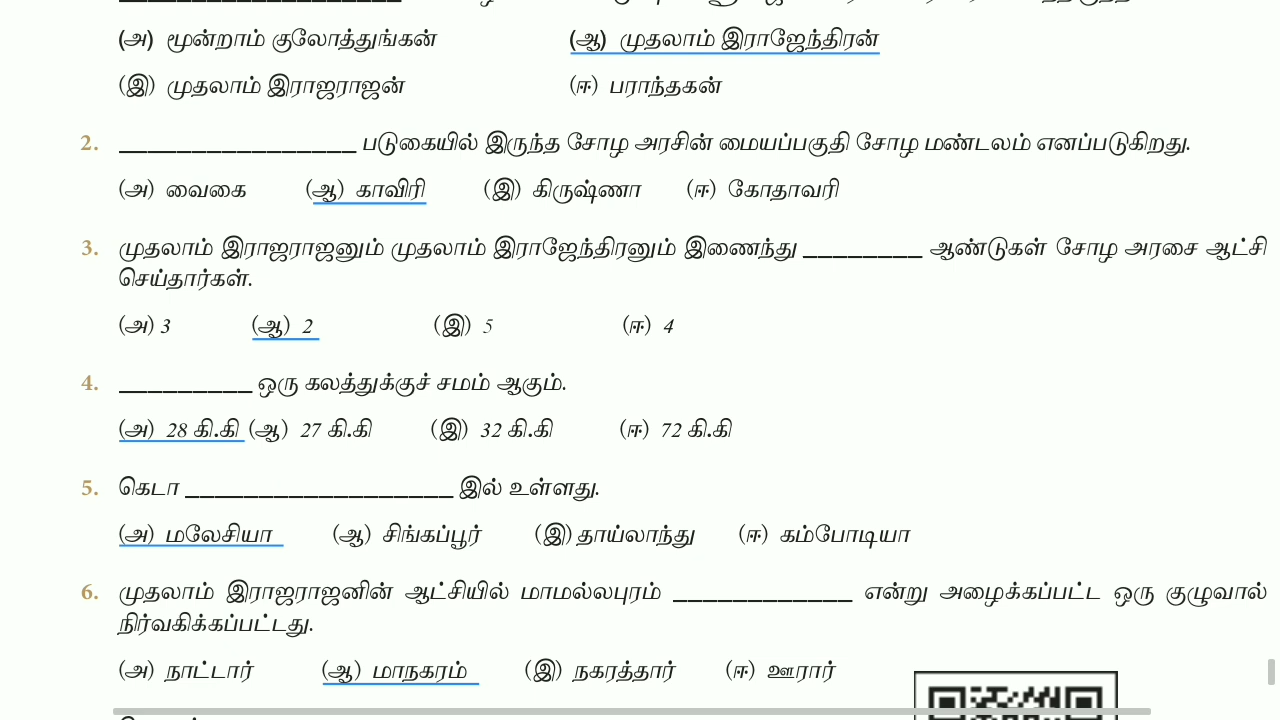 (அ) மூன்றாம் குலோத்துங்கன் (ஆ) முதலாம் இராஜேந்திரன்
(இ) முதலாம் இராஜராஜன் (ஈ) பராந்தகன்
2. ________________ படுகையில் இருந்த சோழ அரசின் மையப்பகுதி சோழ மண்டலம் எனப்படுகிறது.
(அ) வைகை (ஆ) காவிரி (இ) கிருஷ்ணா (ஈ) கோதாவரி
3. முதலாம் இராஜராஜனும் முதலாம் இராஜேந்திரனும் இணைந்து ________ ஆண்டுகள் சோழ அரசை ஆட்சி
செய்தார்கள்.
(அ) 3 (ஆ) 2 (இ) 5 (ஈ) 4
4. _________ ஒரு கலத்துக்குச் சமம் ஆகும்.
(அ) 28 கி.கி (ஆ) 27 கி.கி (இ) 32 கி.கி (ஈ) 72 கி.கி
5. கெடா __________________ இல் உள்ளது.
(அ) மலேசியா (ஆ) சிங்கப்பூர் (இ) தாய்லாந்து (ஈ) கம்போடியா
6. முதலாம் இராஜராஜனின் ஆட்சியில் மாமல்லபுரம் ____________ என்று அழைக்கப்பட்ட ஒரு குழுவால்
நிர்வகிக்கப்பட்டது.
(அ) நாட்டார் (ஆ) மாநகரம் (இ) நகரத்தார் (ஈ) ஊரார்